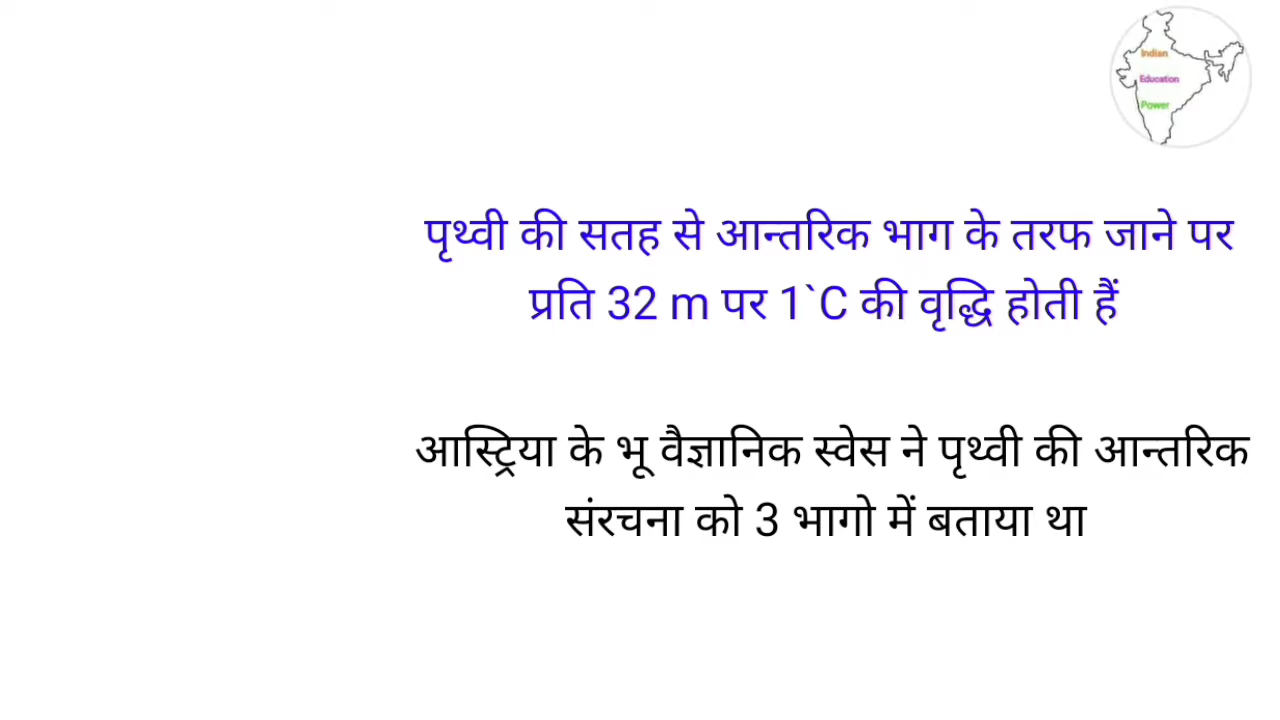 Indian
Education
Power
पृथ्वी की सतह से आन्तरिक भाग के तरफ जाने पर
प्रति 32 m पर 1`C की वृद्धि होती हैं
आस्ट्रिया के भू वैज्ञानिक स्वेस ने पृथ्वी की आन्तरिक
संरचना को 3 भागो में बताया था